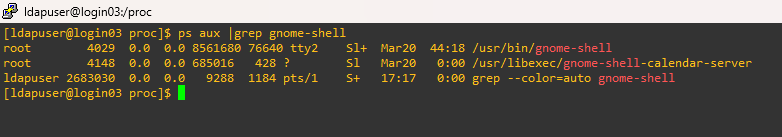 ldapuser@login03:/proc
[ldapuser@login03 proc]$ ps aux |grep gnome-shell
root        4029  0.0  0.0 8561680 76640 tty2    Sl+  Mar20  44:18 /usr/bin/gnome-shell
root        4148  0.0  0.0 685016   428 ?        Sl   Mar20   0:00 /usr/libexec/gnome-shell-calendar-server
ldapuser 2683030  0.0  0.0   9288  1184 pts/1    S+   17:17   0:00 grep --color=auto gnome-shell
[ldapuser@login03 proc]$